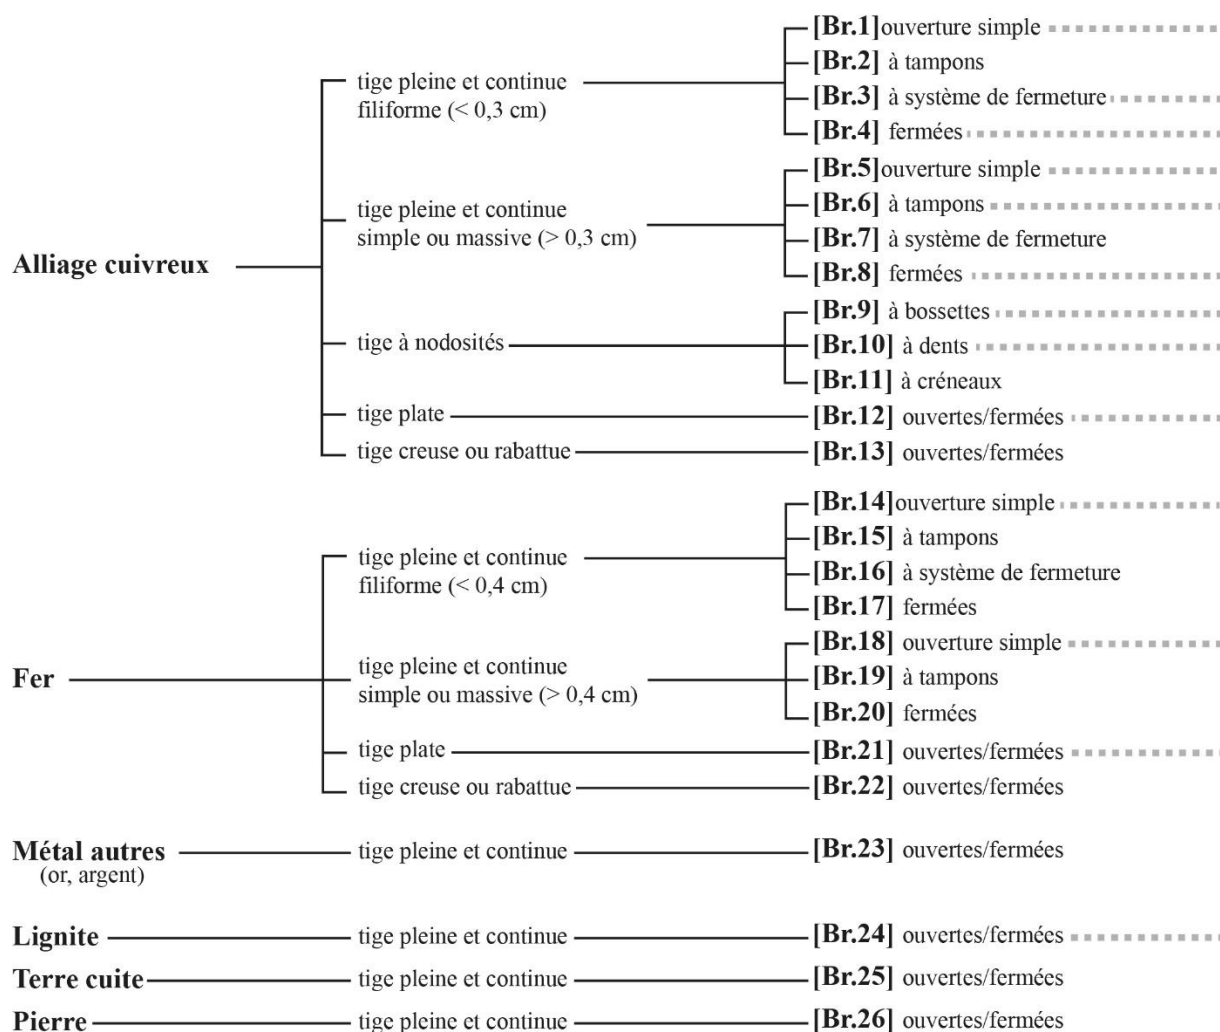 [Br.1]ouverture simple
tige pleine et continue
filiforme (< 0,3 cm)
[Br.2] à tampons
[Br.3] à système de fermeture
[Br.4] fermées
[Br.5]ouverture simple
tige pleine et continue
simple ou massive (> 0,3 cm)
[Br.6] à tampons
[Br.7] à système de fermeture
Alliage cuivreux
[Br.8] fermées
[Br.9] à bossettes
tige à nodosités
[Br.10] à dents
[Br.11] à créneaux
tige plate
[Br.12] ouvertes/fermées
tige creuse ou rabattue
[Br.13] ouvertes/fermées
[Br.14]ouverture simple
[Br.15] à tampons
tige pleine et continue
filiforme (< 0,4 cm)
[Br.16] à système de fermeture
[Br.17] fermées
[Br.18] ouverture simple
Fer
tige pleine et continue
simple ou massive (> 0,4 cm)
[Br.19] à tampons
[Br.20] fermées
tige plate
[Br.21] ouvertes/fermées
tige creuse ou rabattue
[Br.22] ouvertes/fermées
Métal autres
(or, argent)
tige pleine et continue
[Br.23] ouvertes/fermées
Lignite
tige pleine et continue
[Br.24] ouvertes/fermées
Terre cuite
tige pleine et continue
[Br.25] ouvertes/fermées
Pierre
tige pleine et continue
[Br.26] ouvertes/fermées